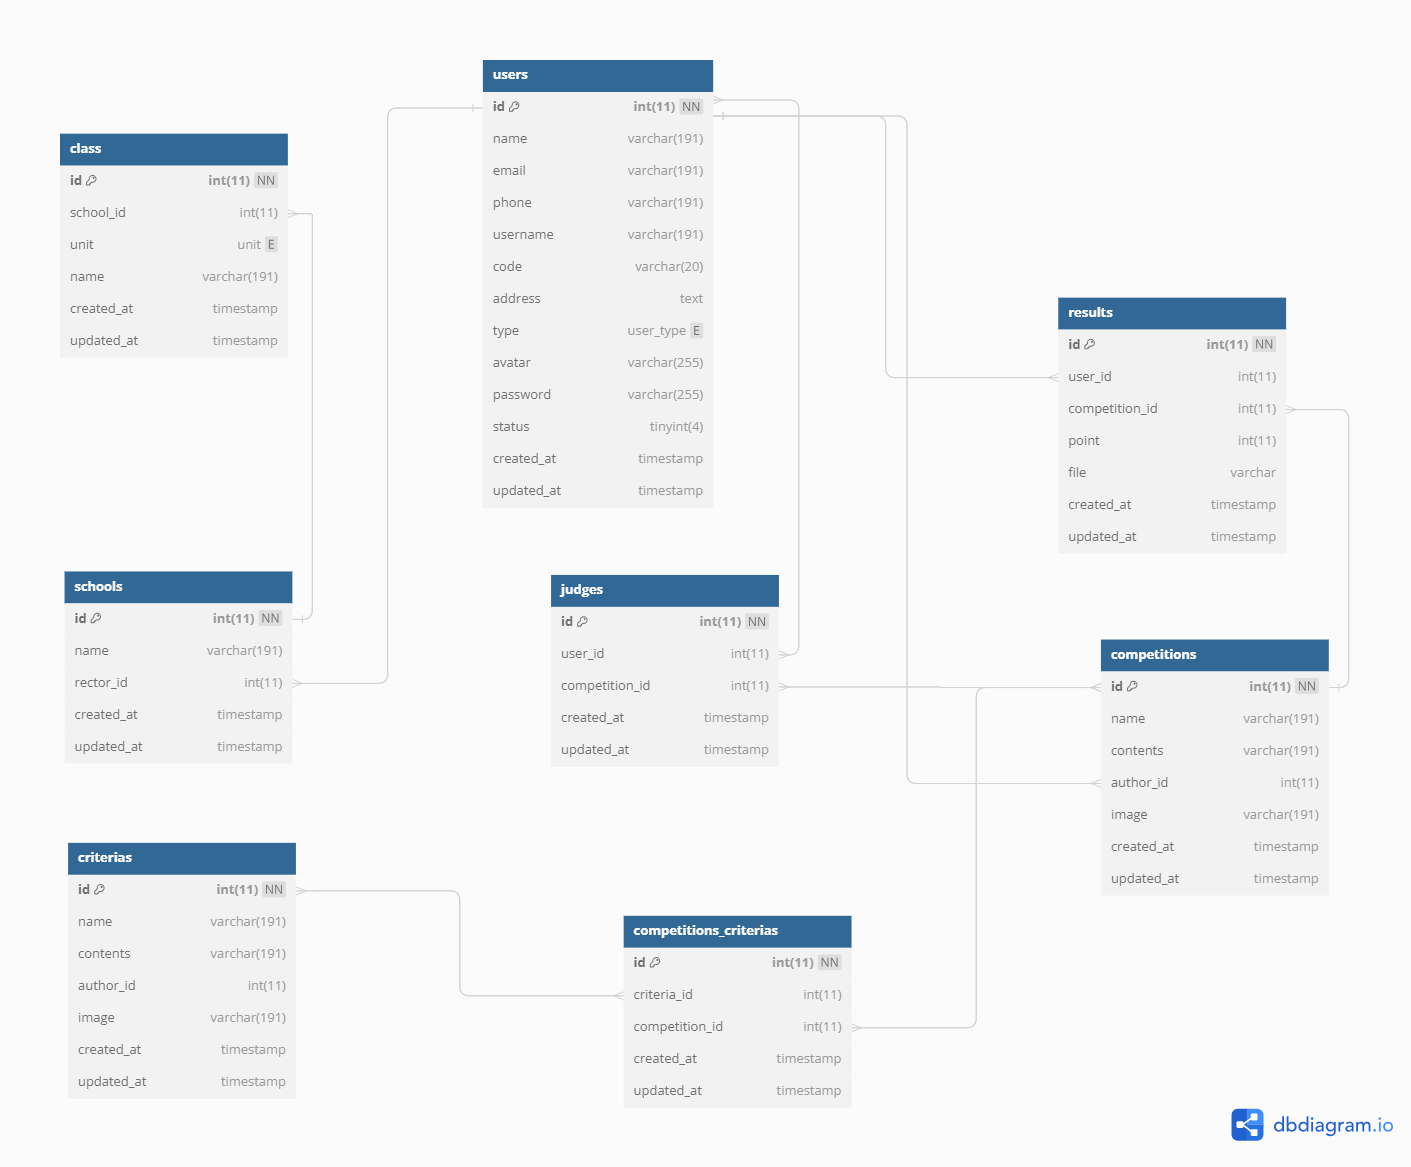 users
id int(11) NN
name varchar(191)
email varchar(191)
phone varchar(191)
username varchar(191)
code varchar(20)
address text
type user_type E
avatar varchar(255)
password varchar(255)
status tinyint(4)
created_at timestamp
updated_at timestamp
class
id int(11) NN
school_id int(11)
unit unit E
name varchar(191)
created_at timestamp
updated_at timestamp
results
id int(11) NN
user_id int(11)
competition_id int(11)
point int(11)
file varchar
created_at timestamp
updated_at timestamp
schools
id int(11) NN
name varchar(191)
rector_id int(11)
created_at timestamp
updated_at timestamp
judges
id int(11) NN
user_id int(11)
competition_id int(11)
created_at timestamp
updated_at timestamp
competitions
id int(11) NN
name varchar(191)
contents varchar(191)
author_id int(11)
image varchar(191)
created_at timestamp
updated_at timestamp
criterias
id int(11) NN
name varchar(191)
contents varchar(191)
author_id int(11)
image varchar(191)
created_at timestamp
updated_at timestamp
competitions_criterias
id int(11) NN
criteria_id int(11)
competition_id int(11)
created_at timestamp
updated_at timestamp
dbdiagram.io